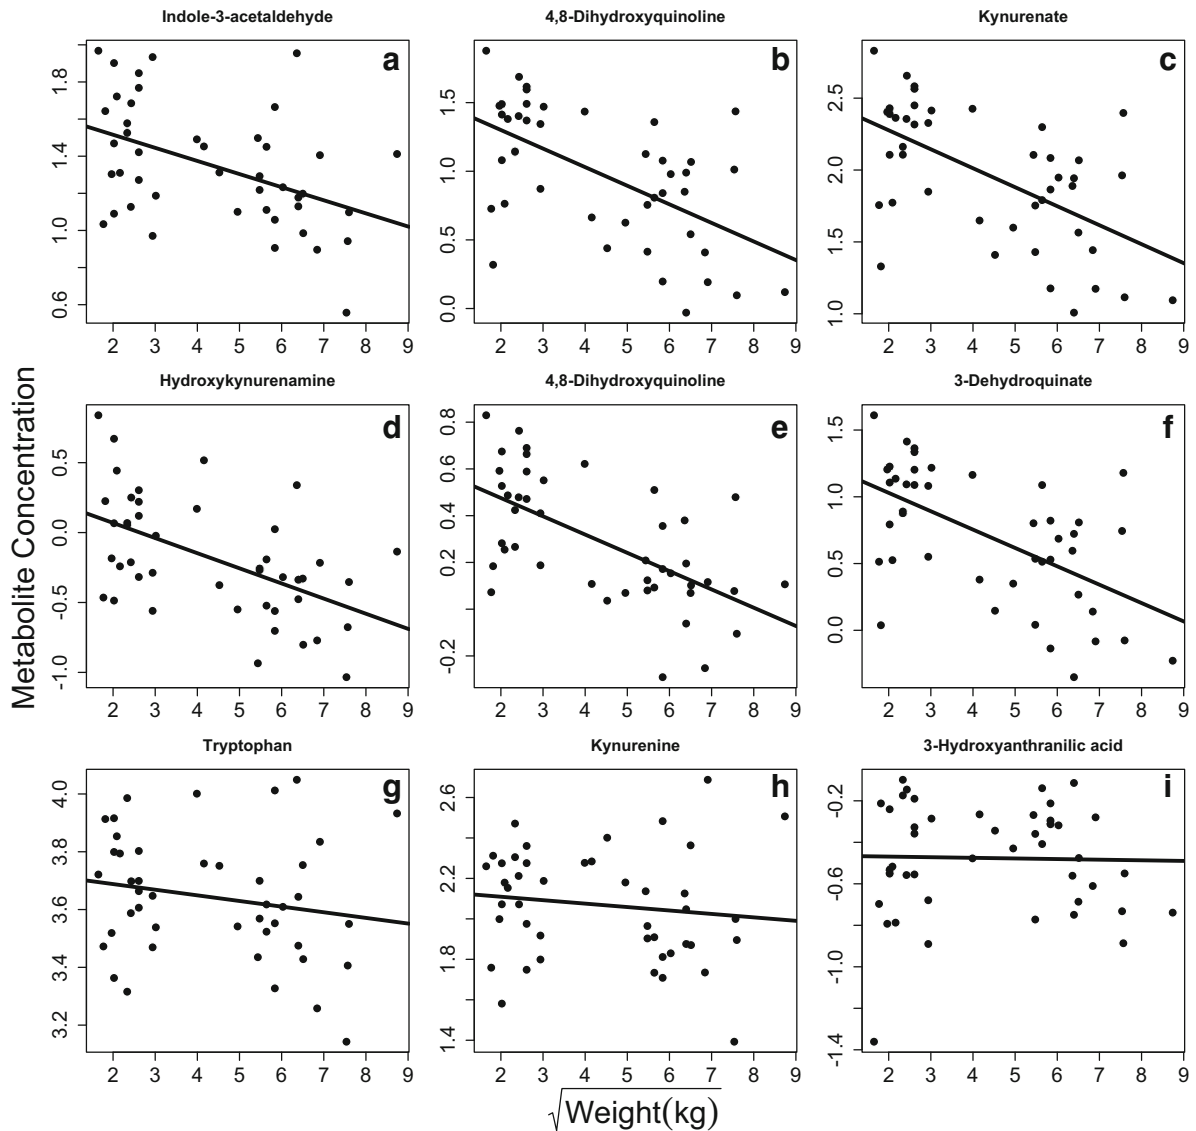 Indole-3-acetaldehyde 4,8-Dihydroxyquinoline Kynurenate
a b c
1.8 1.4 1.0 0.6
1.5 1.0 0.5 0.0
2.5 2.0 1.5 1.0
2 3 4 5 6 7 8 9 2 3 4 5 6 7 8 9 2 3 4 5 6 7 8 9
Hydroxykynurenamine 4,8-Dihydroxyquinoline 3-Dehydroquinate
d e f
Metabolite Concentration
0.5 0.0 -0.5 -1.0
0.8 0.6 0.4 0.2 -0.2
1.5 1.0 0.5 0.0
2 3 4 5 6 7 8 9 2 3 4 5 6 7 8 9 2 3 4 5 6 7 8 9
Tryptophan Kynurenine 3-Hydroxyanthranilic acid
g h i
4.0 3.8 3.6 3.4 3.2
2.6 2.2 1.8 1.4
-0.2 -0.6 -1.0 -1.4
2 3 4 5 6 7 8 9 2 3 4 5 6 7 8 9 2 3 4 5 6 7 8 9
√Weight(kg)